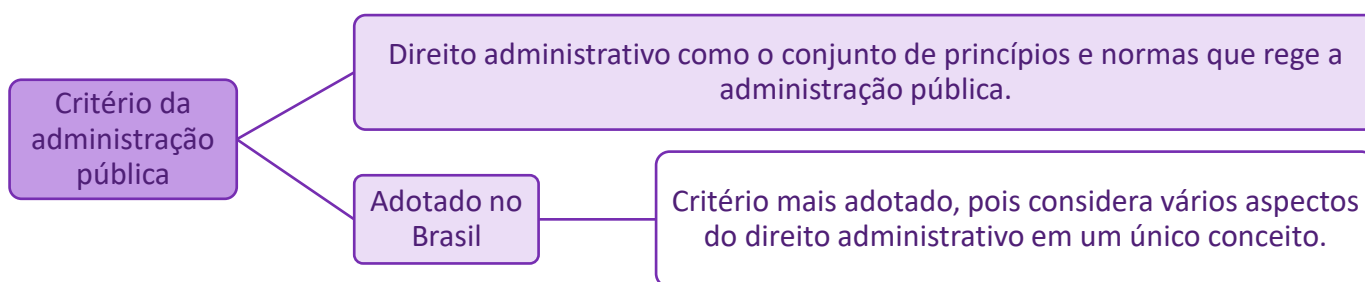 Critério da
administração
pública
Direito administrativo como o conjunto de princípios e normas que rege a
administração pública.
Adotado no
Brasil
Critério mais adotado, pois considera vários aspectos
do direito administrativo em um único conceito.